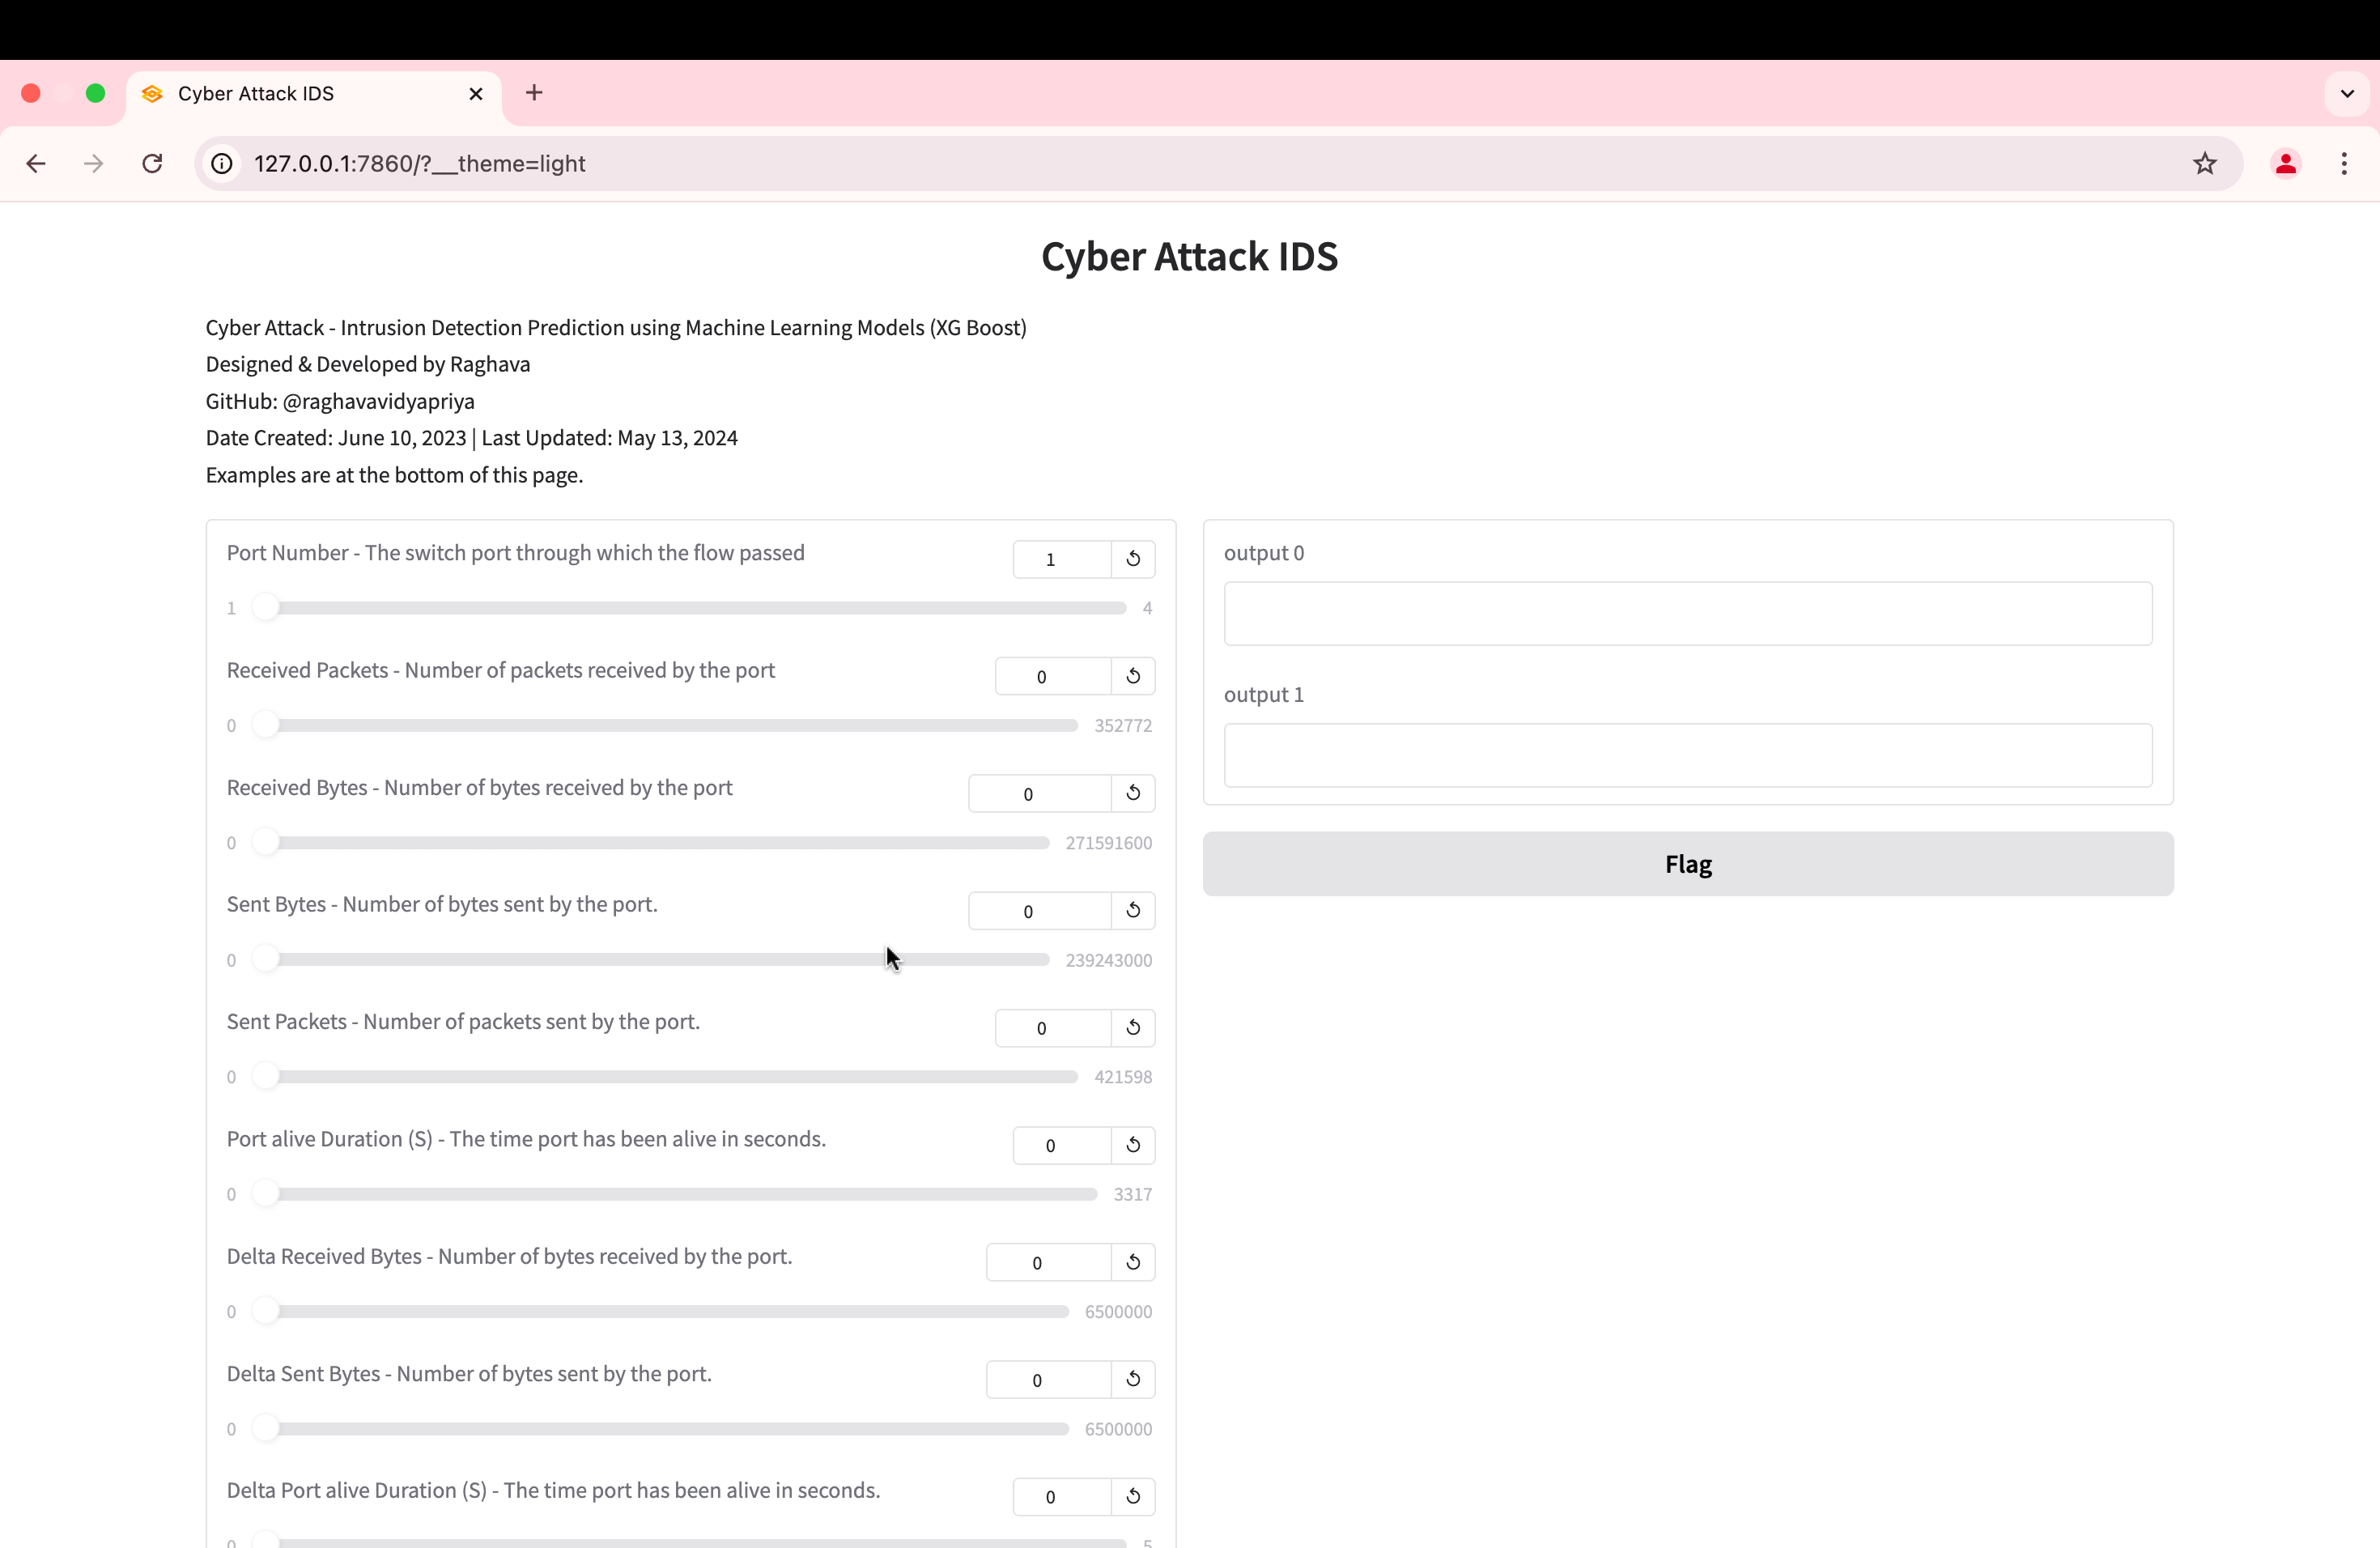 Cyber Attack IDS
127.0.0.1:7860/?__theme=light
Cyber Attack IDS
Cyber Attack - Intrusion Detection Prediction using Machine Learning Models (XG Boost)
Designed & Developed by Raghava
GitHub: @raghavavidyapriya
Date Created: June 10, 2023 | Last Updated: May 13, 2024
Examples are at the bottom of this page.
Port Number - The switch port through which the flow passed
1
1
4
Received Packets - Number of packets received by the port
0
0
352772
Received Bytes - Number of bytes received by the port
0
0
271591600
Sent Bytes - Number of bytes sent by the port.
0
0
239243000
Sent Packets - Number of packets sent by the port.
0
0
421598
Port alive Duration (S) - The time port has been alive in seconds.
0
0
3317
Delta Received Bytes - Number of bytes received by the port.
0
0
6500000
Delta Sent Bytes - Number of bytes sent by the port.
0
0
6500000
Delta Port alive Duration (S) - The time port has been alive in seconds.
0
0
5
output 0
output 1
Flag